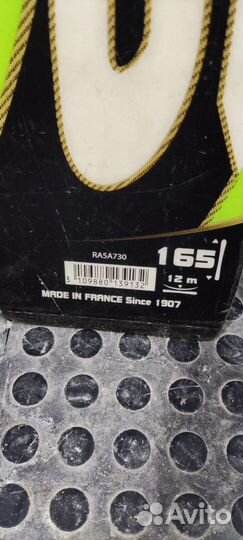 RASA730
165
3 109880 139132
12 m
MADE IN FRANCE Since 1907
Avito